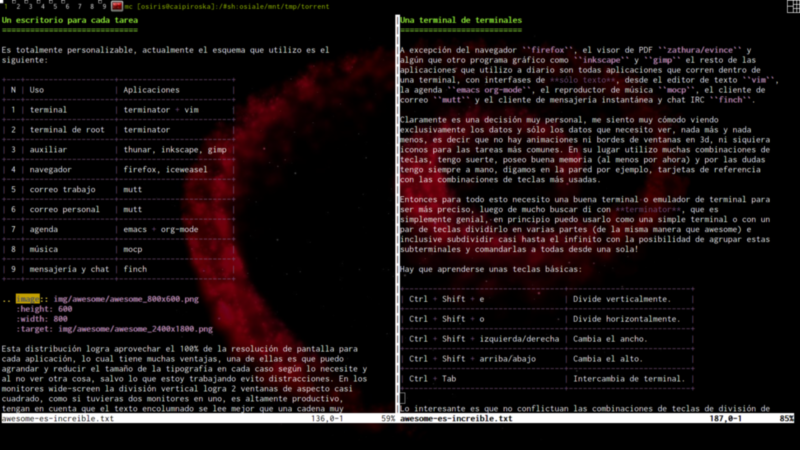 1 2 3 4 5 6 7 8 9 mc [osiris@caipiroska]:/#sh:osiale/mnt/tmp/torrent
Un escritorio para cada tarea
=============================
Es totalmente personalizable, actualmente el esquema que utilizo es el
siguiente:
| N | Uso | Aplicaciones |
| 1 | terminal | terminator + vim |
| 2 | terminal de root | terminator |
| 3 | auxiliar | thunar, inkscape, gimp |
| 4 | navegador | firefox, iceweasel |
| 5 | correo trabajo | mutt |
| 6 | correo personal | mutt |
| 7 | agenda | emacs + org-mode |
| 8 | música | mocp |
| 9 | mensajería y chat | finch |
.. image:: img/awesome/awesome_800x600.png
:height: 600
:width: 800
:target: img/awesome/awesome_2400x1800.png
Esta distribución logra aprovechar el 100% de la resolución de pantalla para
cada aplicación, lo cual tiene muchas ventajas, una de ellas es que puedo
agrandar y reducir el tamaño de la tipografía en cada caso según lo necesite y
al no ver otra cosa, salvo lo que estoy trabajando evito distracciones. En los
monitores wide-screen la división vertical logra 2 ventanas de aspecto casi
cuadrado, como si tuvieras dos monitores en uno, es altamente productivo,
tengan en cuenta que el texto encolumnado se lee mejor que una cadena muy
awesome-es-increible.txt 136,0-1 59%
Una terminal de terminales
==========================
A excepción del navegador ``firefox``, el visor de PDF ``zathura/evince`` y
algún que otro programa gráfico como ``inkscape`` y ``gimp`` el resto de las
aplicaciones que utilizo a diario son todas aplicaciones que corren dentro de
una terminal, con interfases de **sólo texto**, desde el editor de texto ``vim``,
la agenda ``emacs org-mode``, el reproductor de música ``mocp``, el cliente de
correo ``mutt`` y el cliente de mensajería instantánea y chat IRC ``finch``.
Claramente es una decisión muy personal, me siento muy cómodo viendo
exclusivamente los datos y sólo los datos que necesito ver, nada más y nada
menos, es decir que no hay animaciones ni bordes de ventanas en 3d, ni siquiera
iconos para las tareas más comunes. En su lugar utilizo muchas combinaciones de
teclas, tengo suerte, poseo buena memoria (al menos por ahora) y por las dudas
tengo siempre a mano, digamos en la pared por ejemplo, tarjetas de referencia
con las combinaciones de teclas más usadas.
Entonces para todo esto necesito una buena terminal o emulador de terminal para
ser más preciso, luego de mucho buscar di con **terminator**, que es
simplemente genial, en principio puedo usarlo como una simple terminal o con un
par de teclas dividirlo en varias partes (de la misma manera que awesome) e
inclusive subdividir casi hasta el infinito con la posibilidad de agrupar estas
subterminales y comandarlas a todas desde una sola!
Hay que aprenderse unas teclas básicas:
| Ctrl + Shift + e | Divide verticalmente. |
| Ctrl + Shift + o | Divide horizontalmente. |
| Ctrl + Shift + izquierda/derecha | Cambia el ancho. |
| Ctrl + Shift + arriba/abajo | Cambia el alto. |
| Ctrl + Tab | Intercambia de terminal. |
Lo interesante es que no conflictuan las combinaciones de teclas de división de
awesome-es-increible.txt 187,0-1 85%